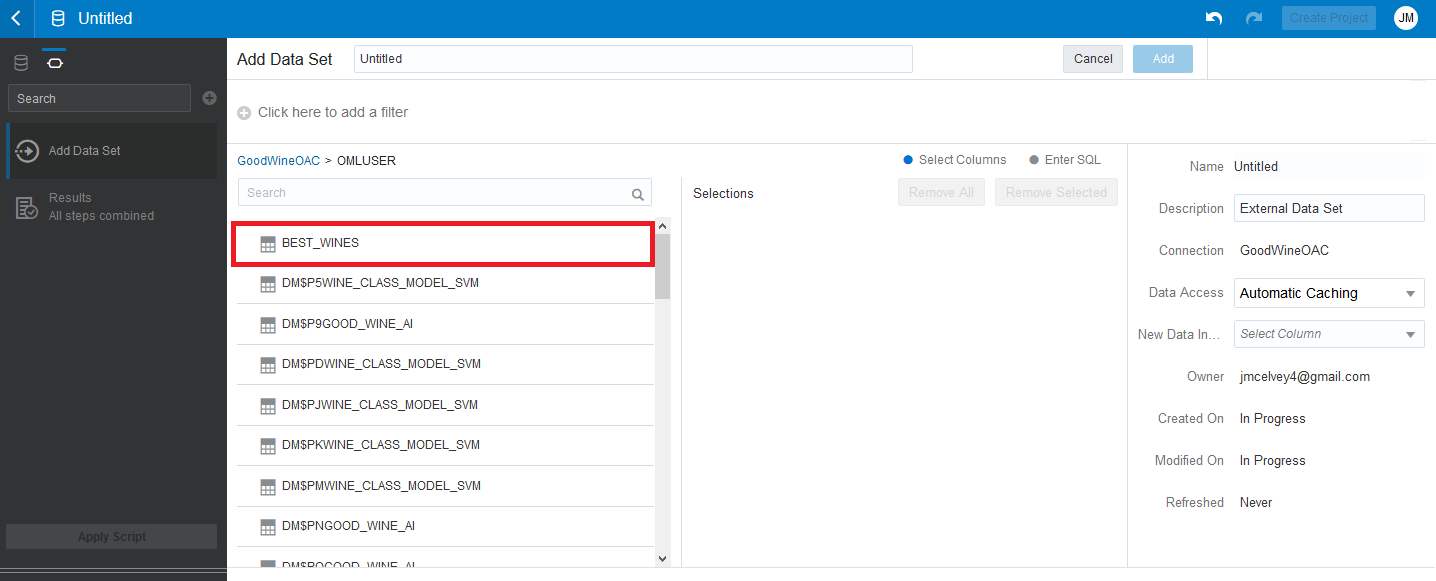 Untitled
Create Project
JM
Search
Add Data Set
Results
All steps combined
Apply Script
Add Data Set
Untitled
Cancel
Add
Click here to add a filter
GoodWineOAC > OMLUSER
Select Columns
Enter SQL
Search
BEST_WINES
DM$P5WINE_CLASS_MODEL_SVM
DM$P9GOOD_WINE_AI
DM$PDWINE_CLASS_MODEL_SVM
DM$PJWINE_CLASS_MODEL_SVM
DM$PKWINE_CLASS_MODEL_SVM
DM$PMWINE_CLASS_MODEL_SVM
DM$PNGOOD_WINE_AI
Selections
Remove All
Remove Selected
Name Untitled
Description External Data Set
Connection GoodWineOAC
Data Access Automatic Caching
New Data In... Select Column
Owner jmcelvey4@gmail.com
Created On In Progress
Modified On In Progress
Refreshed Never